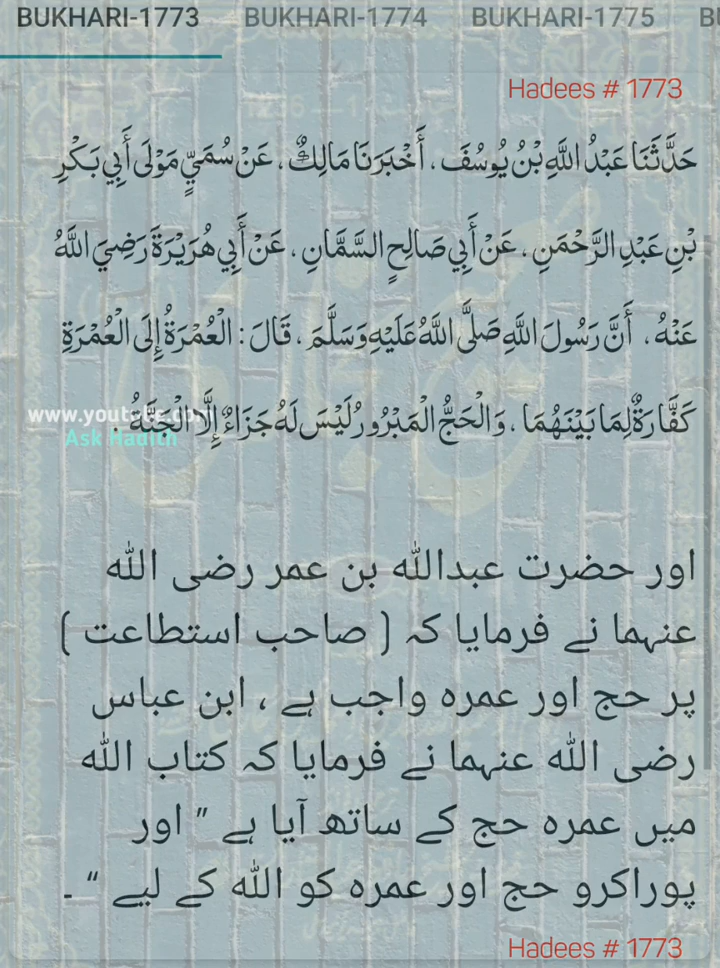 BUKHARI-1773 BUKHARI-1774 BUKHARI-1775
Hadees # 1773
حَدَّثَنَا عَبْدُ اللَّهِ بْنُ يُوسُفَ ، أَخْبَرَنَا مَالِكٌ ، عَنْ سُمَيٍّ مَوْلَى أَبِي بَكْرِ
بْنِ عَبْدِ الرَّحْمَنِ ، عَنْ أَبِي صَالِحٍ السَّمَّانِ ، عَنْ أَبِي هُرَيْرَةَ رَضِيَ اللَّهُ
عَنْهُ ، أَنَّ رَسُولَ اللَّهِ صَلَّى اللَّهُ عَلَيْهِ وَسَلَّمَ ، قَالَ : الْعُمْرَةُ إِلَى الْعُمْرَةِ
كَفَّارَةٌ لِمَا بَيْنَهُمَا ، وَالْحَجُّ الْمَبْرُورُ لَيْسَ لَهُ جَزَاءٌ إِلَّا الْجَنَّةُ .
www.youtube.com
Ask Hadith
اور حضرت عبداللہ بن عمر رضی اللہ
عنہما نے فرمایا کہ ( صاحب استطاعت )
پر حج اور عمرہ واجب ہے ، ابن عباس
رضی اللہ عنہما نے فرمایا کہ کتاب اللہ
میں عمرہ حج کے ساتھ آیا ہے ” اور
پوراکرو حج اور عمرہ کو اللہ کے لیے “ ۔
Hadees # 1773